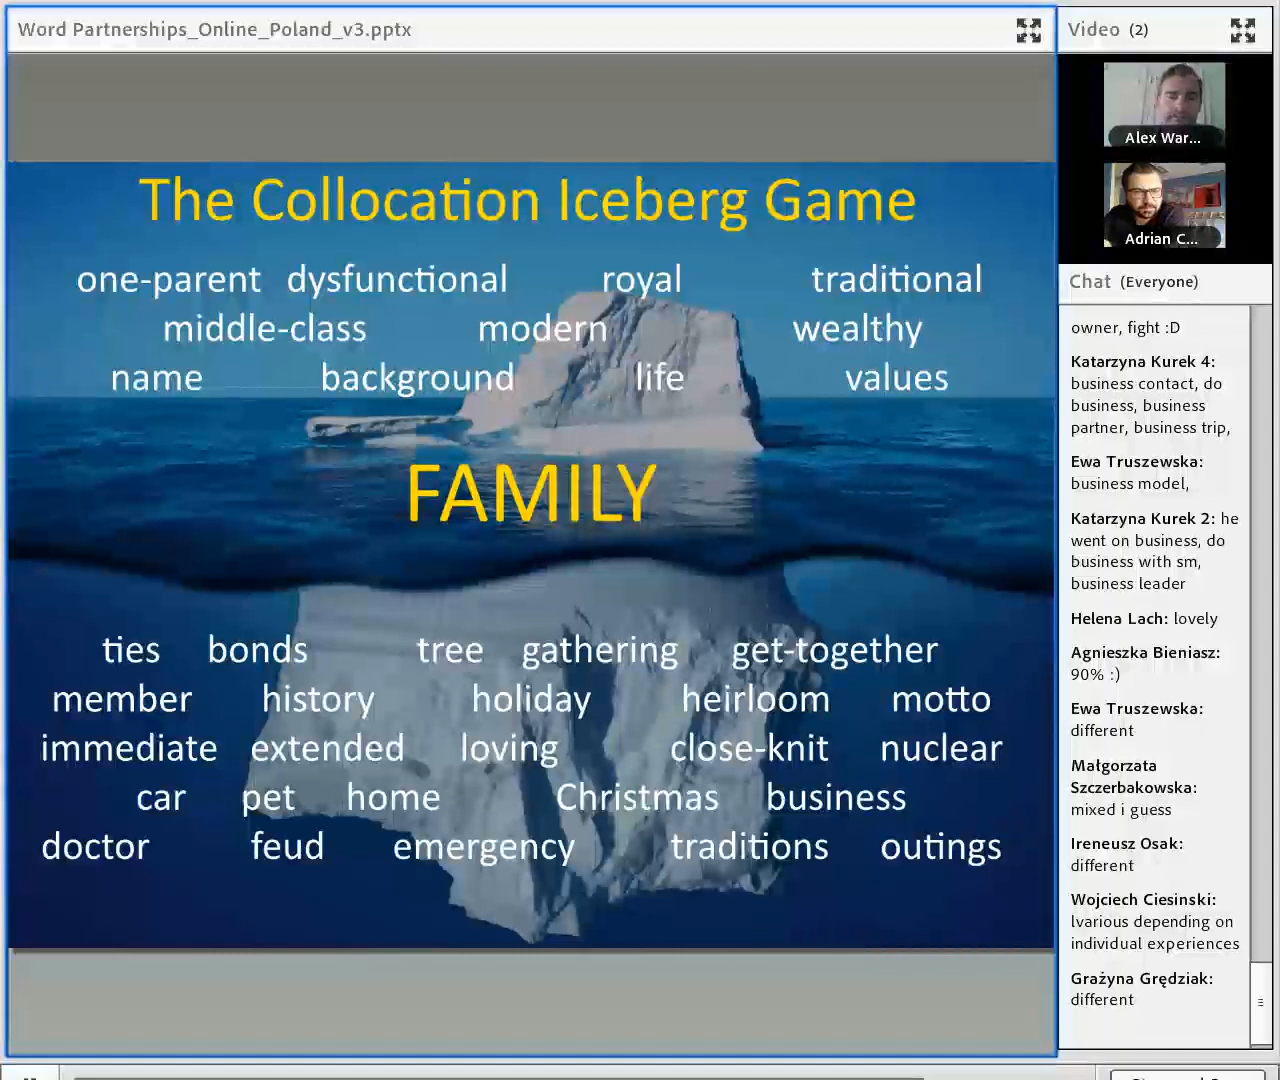 Word Partnerships_Online_Poland_v3.pptx
The Collocation Iceberg Game
one-parent dysfunctional royal traditional
middle-class modern wealthy
name background life values
FAMILY
ties bonds tree gathering get-together
member history holiday heirloom motto
immediate extended loving close-knit nuclear
car pet home Christmas business
doctor feud emergency traditions outings
Video (2)
Alex War...
Adrian C...
Chat (Everyone)
owner, fight :D
Katarzyna Kurek 4:
business contact, do
business, business
partner, business trip,
Ewa Truszewska:
business model,
Katarzyna Kurek 2: he
went on business, do
business with sm,
business leader
Helena Lach: lovely
Agnieszka Bieniasz:
90% :)
Ewa Truszewska:
different
Małgorzata
Szczerbakowska:
mixed i guess
Ireneusz Osak:
different
Wojciech Ciesinski:
lvarious depending on
individual experiences
Grażyna Grędziak:
different